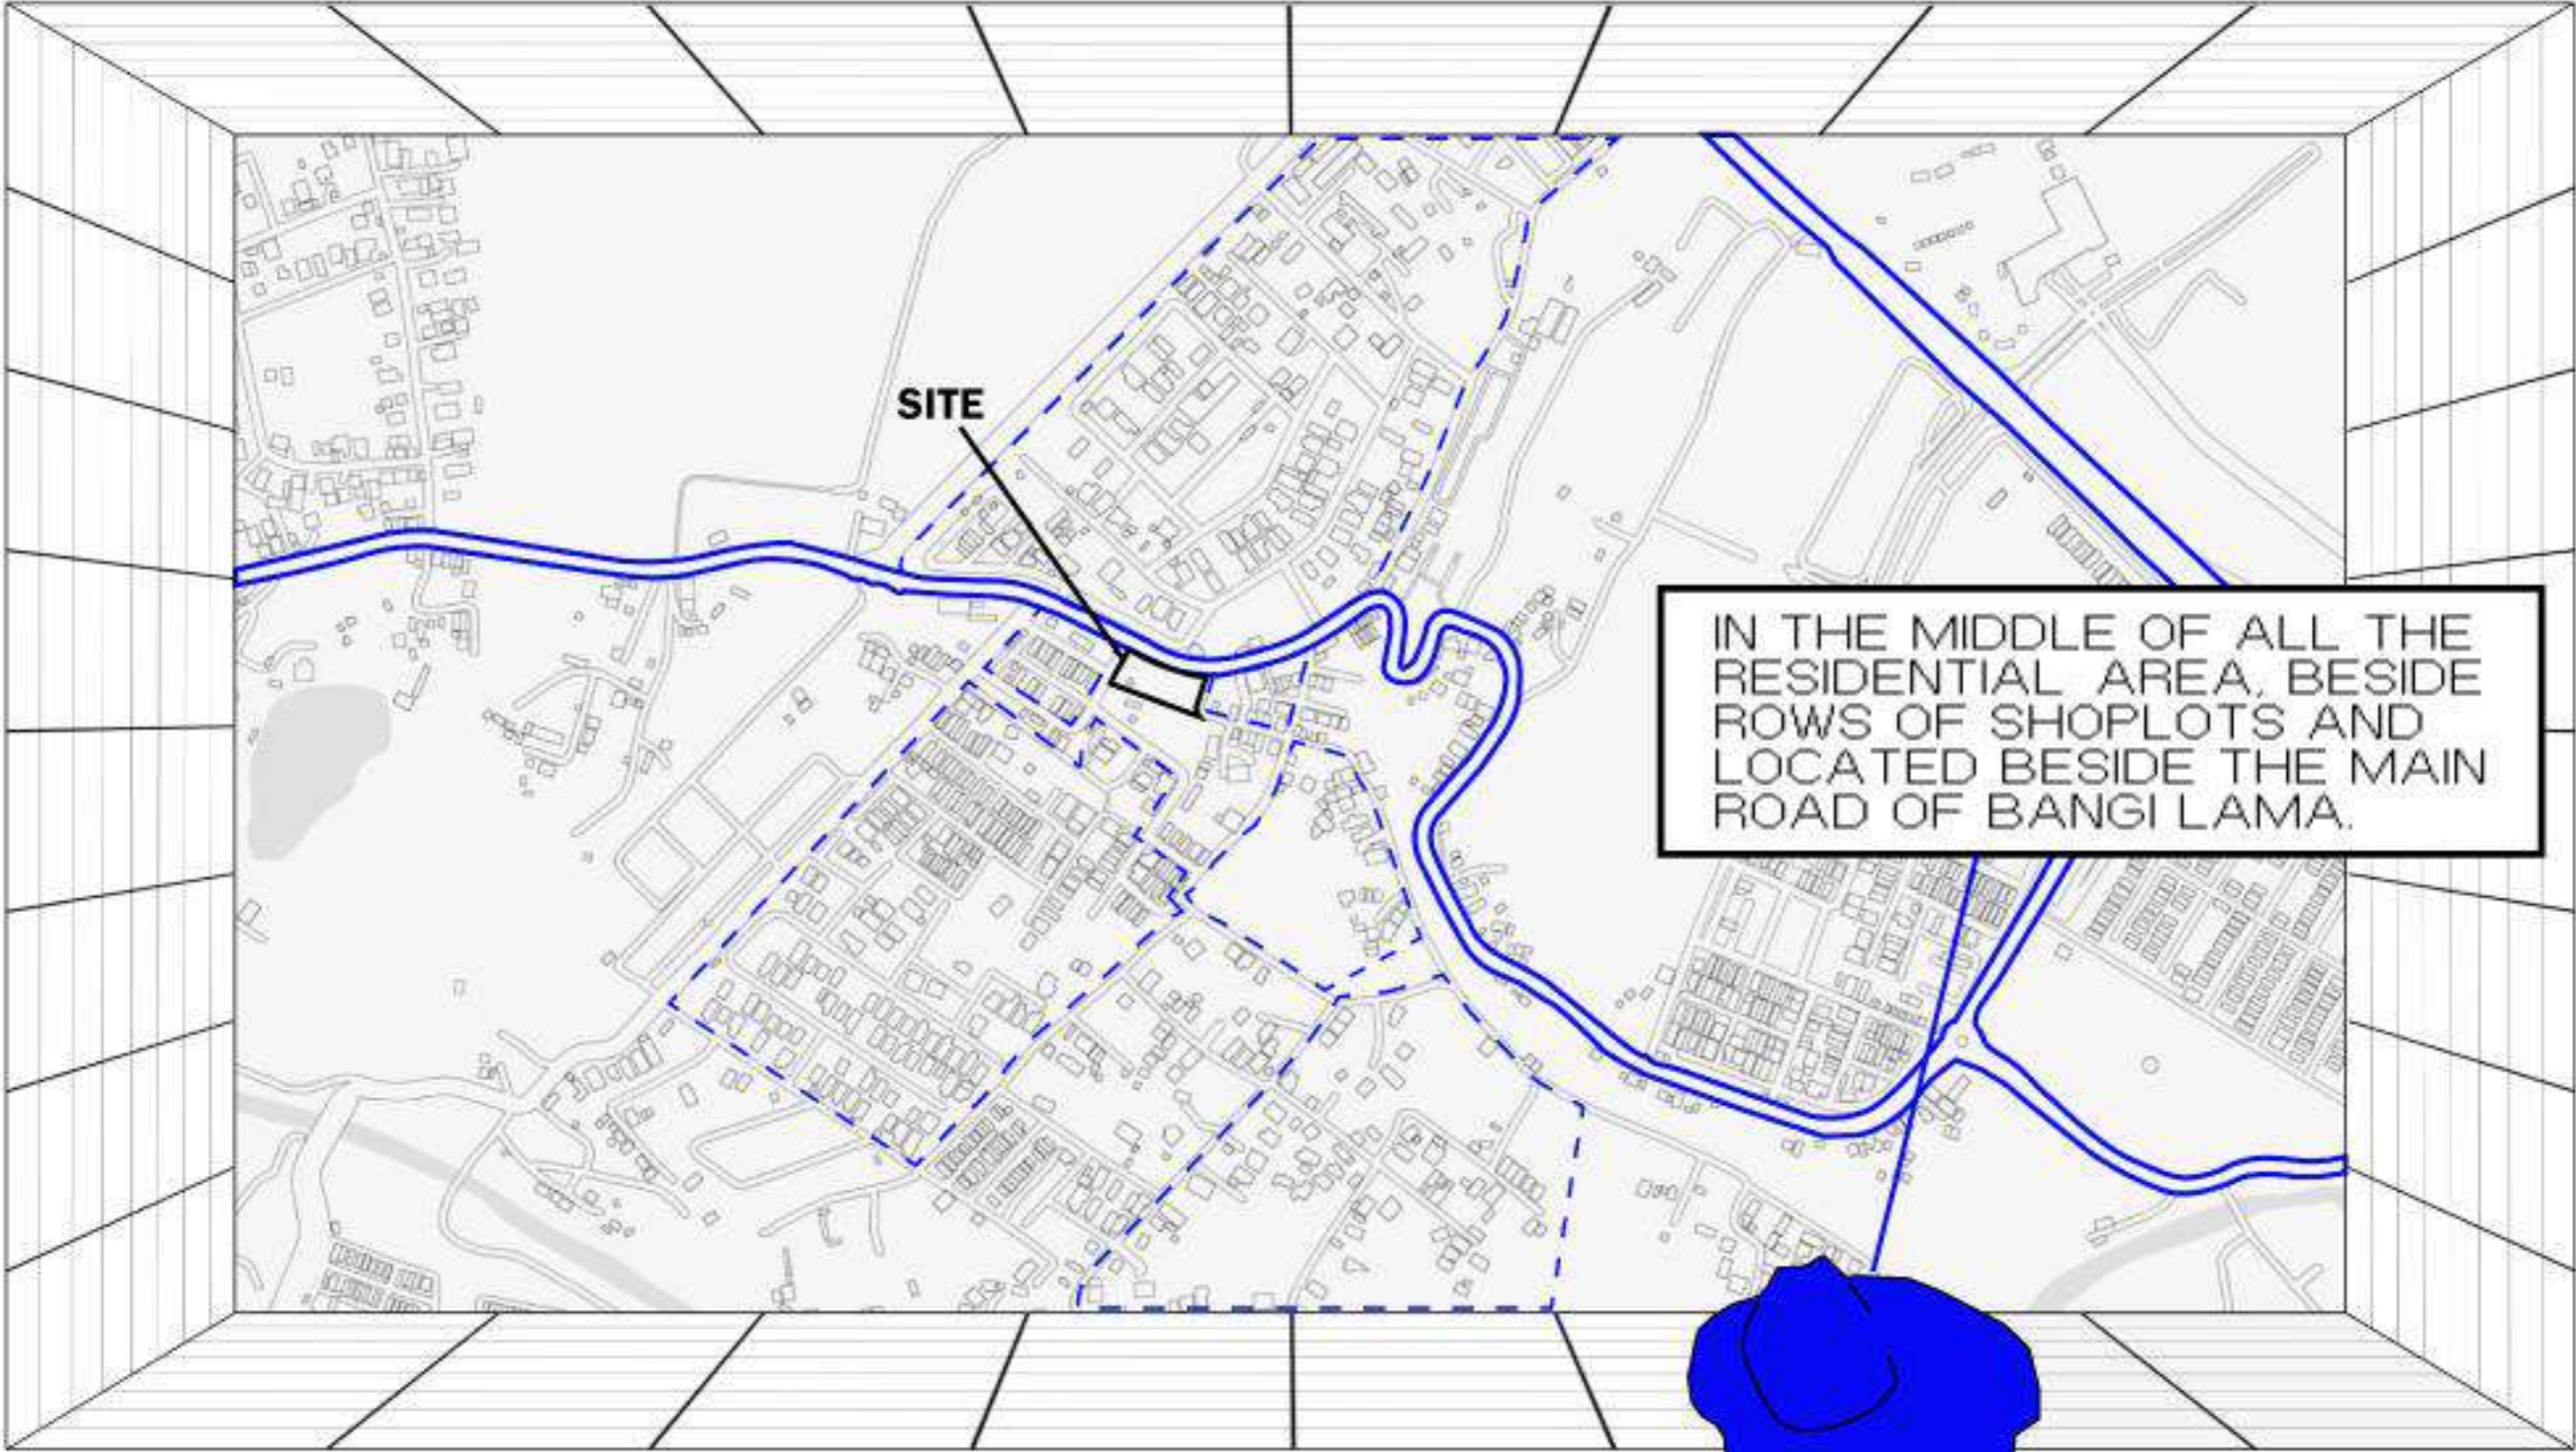 SITE
IN THE MIDDLE OF ALL THE
RESIDENTIAL AREA, BESIDE
ROWS OF SHOPLOTS AND
LOCATED BESIDE THE MAIN
ROAD OF BANGI LAMA.